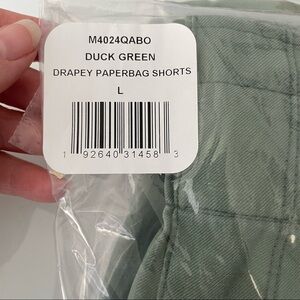 M4024QABO
DUCK GREEN
DRAPEY PAPERBAG SHORTS
L
1 92640 31458 3